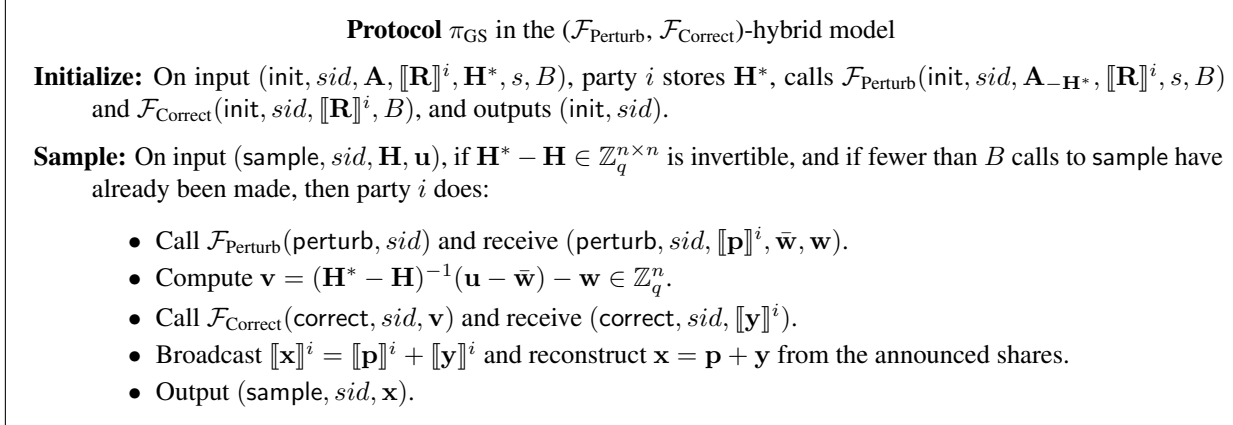 Protocol π_GS in the (F_Perturb, F_Correct)-hybrid model
Initialize: On input (init, sid, A, ⟦R⟧^i, H*, s, B), party i stores H*, calls F_Perturb(init, sid, A_{−H*}, ⟦R⟧^i, s, B)
and F_Correct(init, sid, ⟦R⟧^i, B), and outputs (init, sid).
Sample: On input (sample, sid, H, u), if H* − H ∈ ℤ_q^{n×n} is invertible, and if fewer than B calls to sample have
already been made, then party i does:
• Call F_Perturb(perturb, sid) and receive (perturb, sid, ⟦p⟧^i, w̄, w).
• Compute v = (H* − H)^{−1}(u − w̄) − w ∈ ℤ_q^n.
• Call F_Correct(correct, sid, v) and receive (correct, sid, ⟦y⟧^i).
• Broadcast ⟦x⟧^i = ⟦p⟧^i + ⟦y⟧^i and reconstruct x = p + y from the announced shares.
• Output (sample, sid, x).